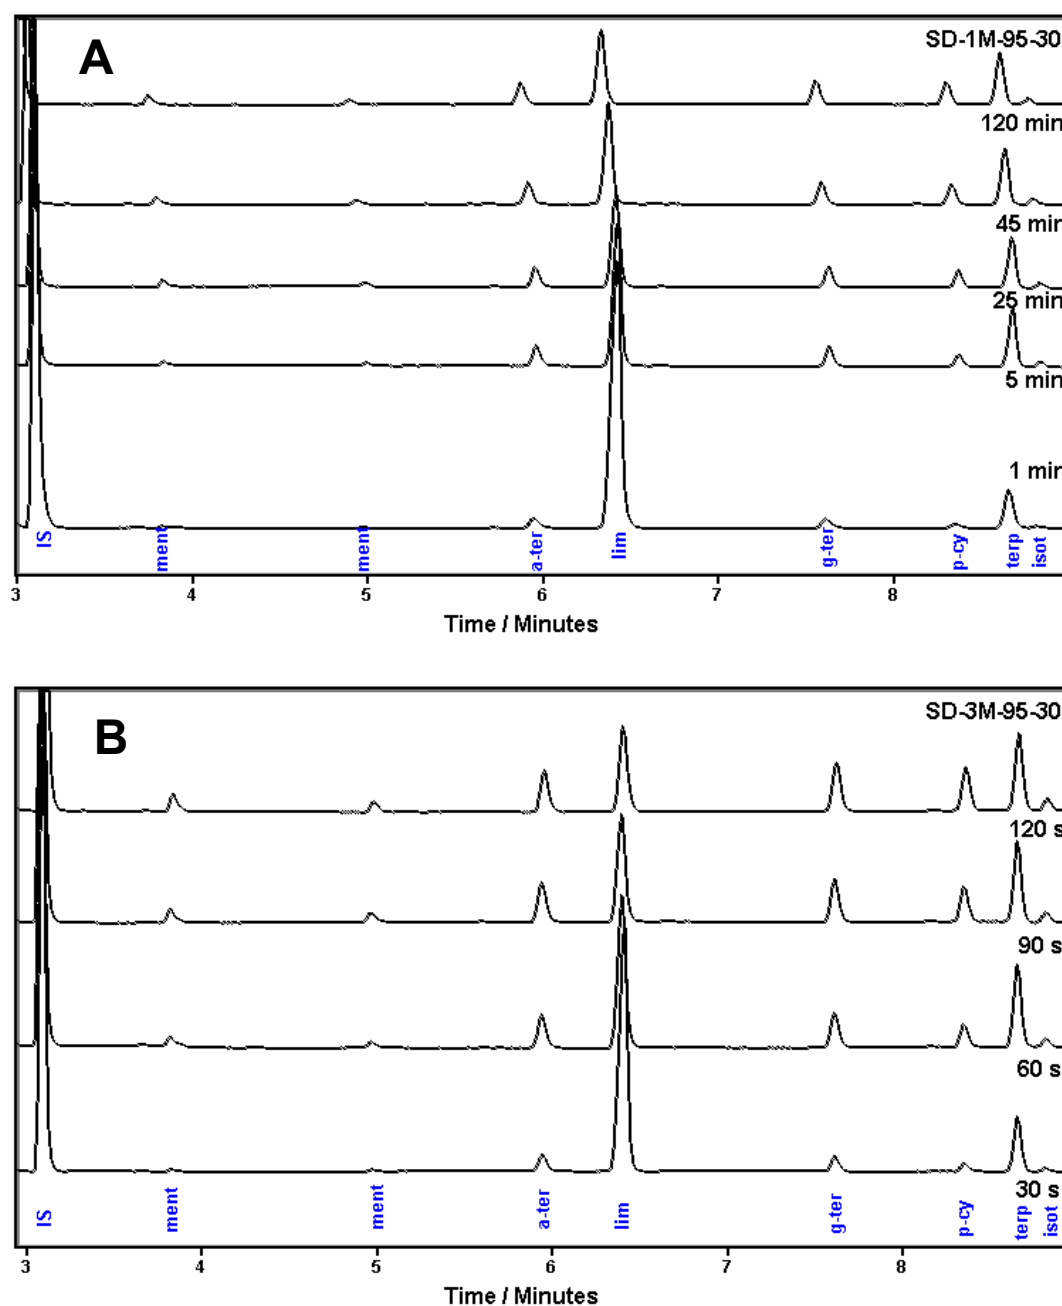 A
SD-1M-95-30
120 min
45 min
25 min
5 min
1 min
IS ment ment a-ter lim g-ter p-cy terp isot
3 4 5 6 7 8
Time / Minutes
B
SD-3M-95-30
120 s
90 s
60 s
30 s
IS ment ment a-ter lim g-ter p-cy terp isot
3 4 5 6 7 8
Time / Minutes